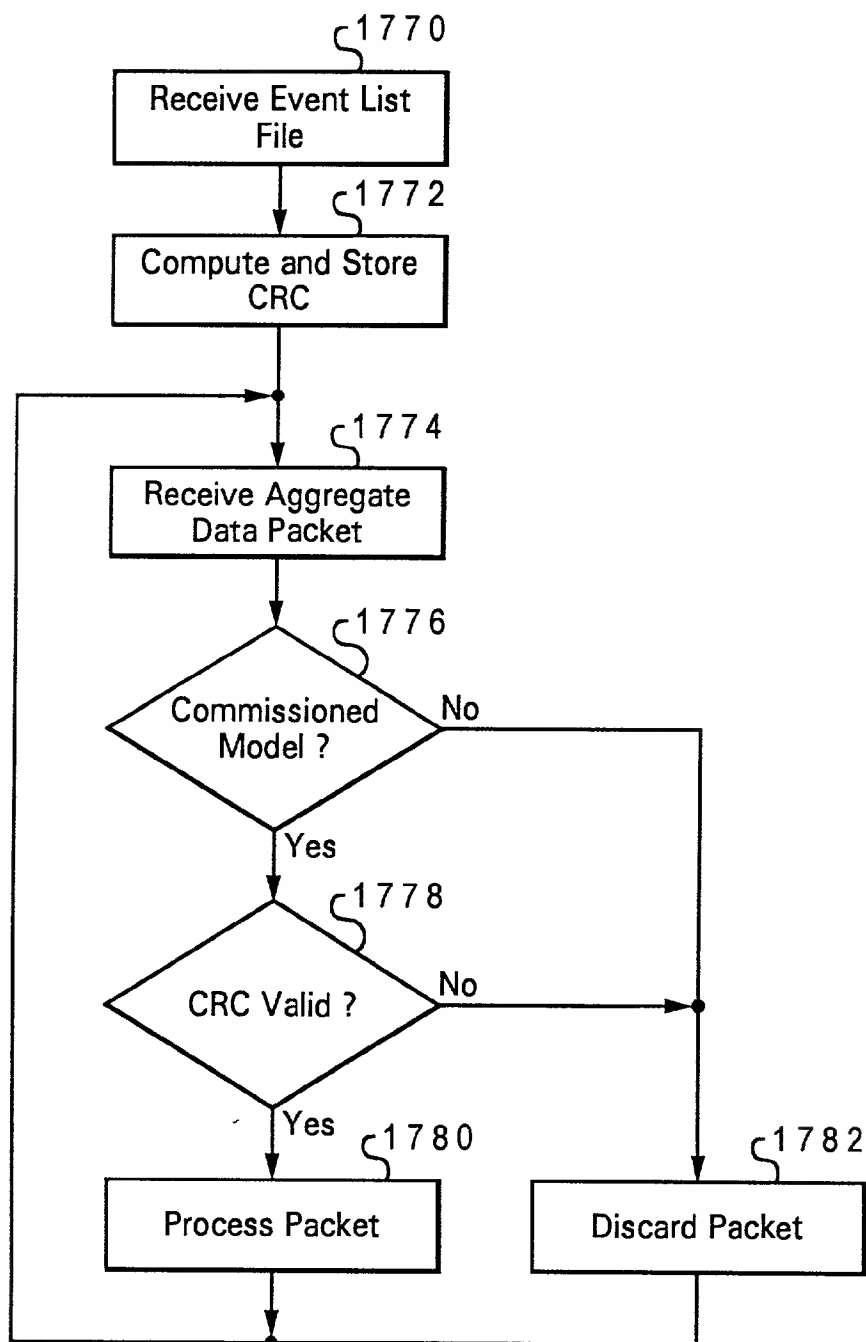 1770
Receive Event List
File
1772
Compute and Store
CRC
1774
Receive Aggregate
Data Packet
1776
Commissioned
Model ?
No
Yes
1778
CRC Valid ?
No
Yes
1780
Process Packet
1782
Discard Packet